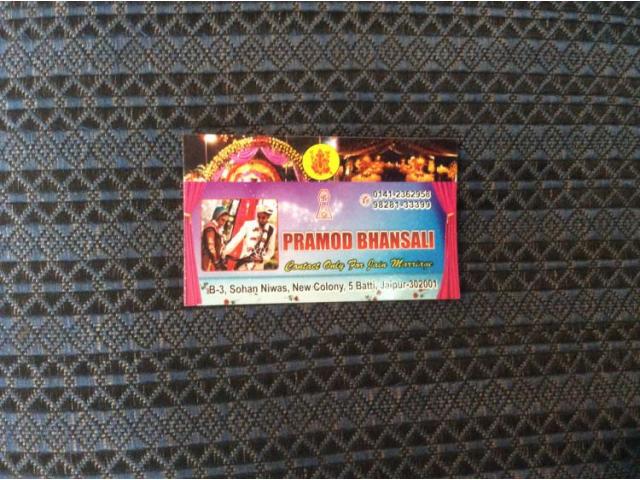 0141-2362958
98281-33399
PRAMOD BHANSALI
Contact Only For Jain Marriage
B-3, Sohan Niwas, New Colony, 5 Batti, Jaipur-302001